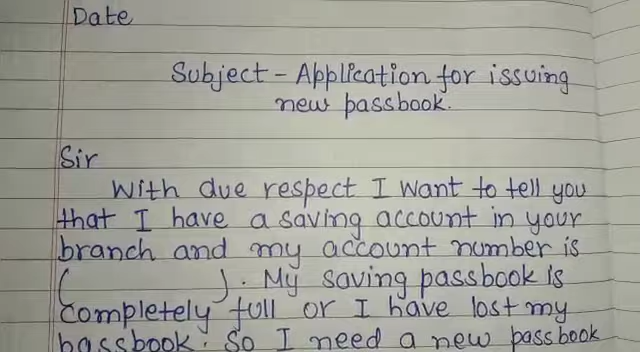 Date
Subject - Application for issuing
new passbook.
Sir
With due respect I want to tell you
that I have a saving account in your
branch and my account number is
( ). My saving passbook is
completely full or I have lost my
passbook. So I need a new passbook